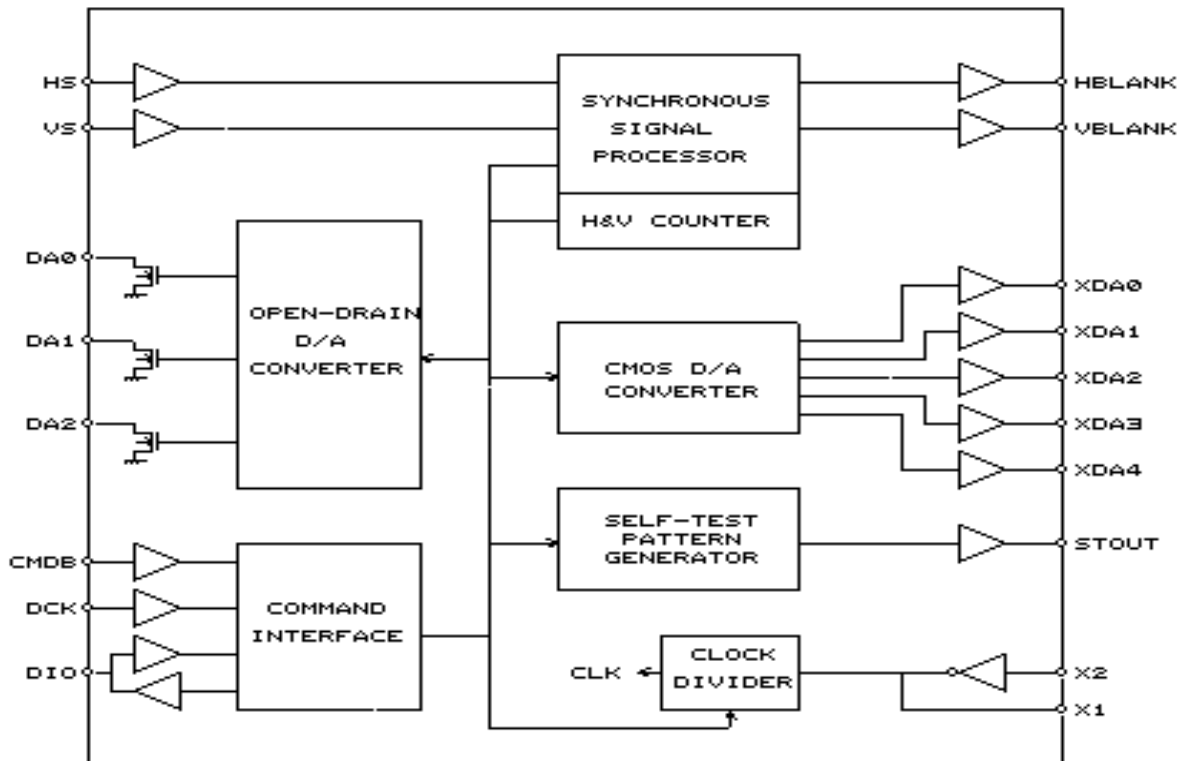 HS
VS
SYNCHRONOUS
SIGNAL
PROCESSOR
H&V COUNTER
HBLANK
VBLANK
DA0
DA1
DA2
OPEN-DRAIN
D/A
CONVERTER
CMOS D/A
CONVERTER
XDA0
XDA1
XDA2
XDA3
XDA4
SELF-TEST
PATTERN
GENERATOR
STOUT
CMDB
DCK
DIO
COMMAND
INTERFACE
CLK
CLOCK
DIVIDER
X2
X1